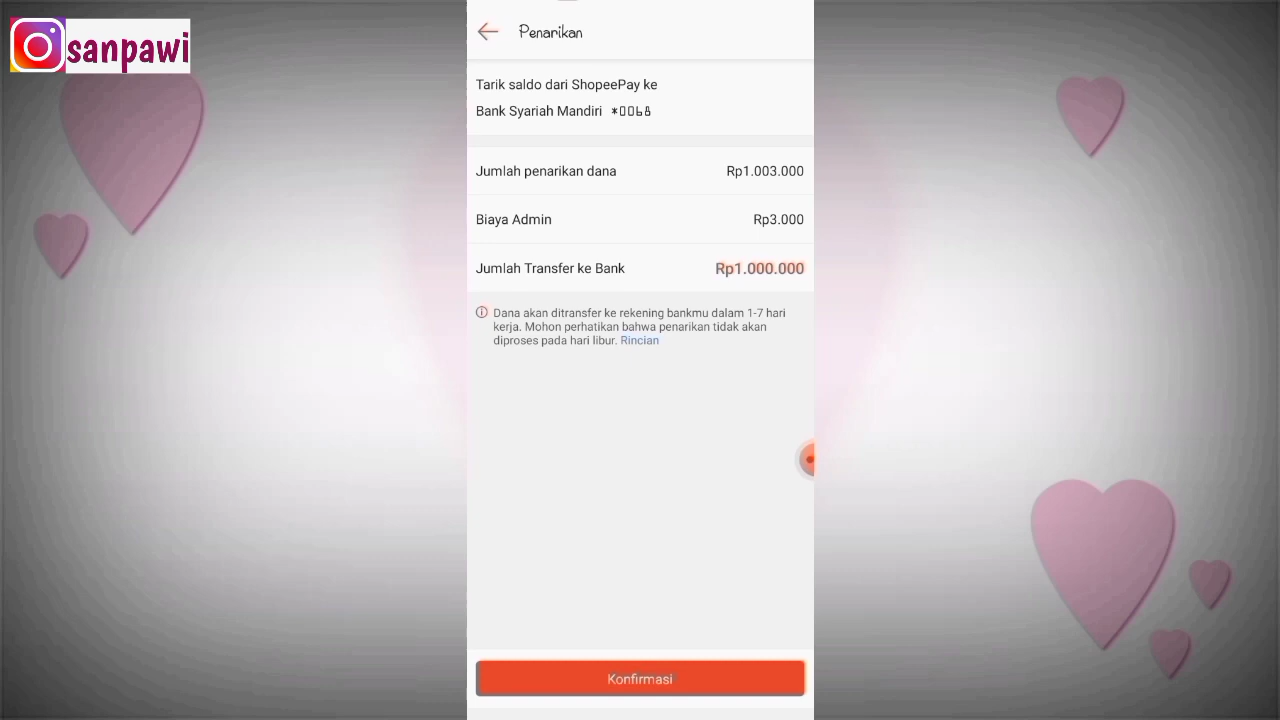 sanpawi
Penarikan
Tarik saldo dari ShopeePay ke
Bank Syariah Mandiri *0068
Jumlah penarikan dana Rp1.003.000
Biaya Admin Rp3.000
Jumlah Transfer ke Bank Rp1.000.000
Dana akan ditransfer ke rekening bankmu dalam 1-7 hari
kerja. Mohon perhatikan bahwa penarikan tidak akan
diproses pada hari libur. Rincian
Konfirmasi